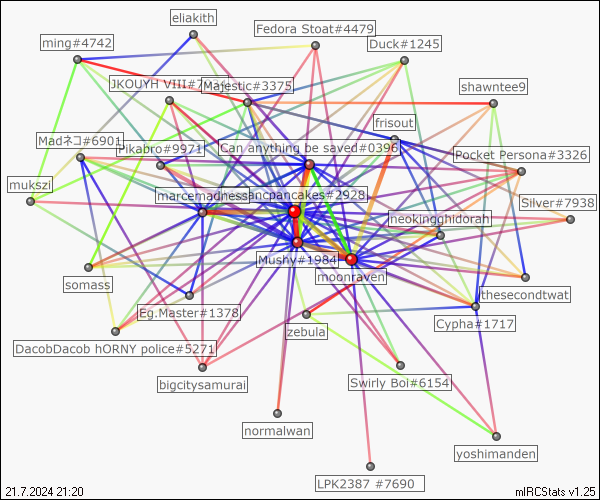 eliakith
Fedora Stoat#4479
ming#4742
Duck#1245
JKOUYH VIII#7
Majestic#3375
shawntee9
frisout
Madネコ#6901
Pikabro#9971
Can anything be saved#0396
Pocket Persona#3326
mukszi
marcemadness
ancpancakes#2928
Silver#7938
neokingghidorah
Mushy#1984
moonraven
somass
thesecondtwat
Eg.Master#1378
zebula
Cypha#1717
DacobDacob hORNY police#5271
bigcitysamurai
Swirly Boi#6154
normalwan
yoshimanden
LPK2387 #7690
21.7.2024 21:20
mIRCStats v1.25